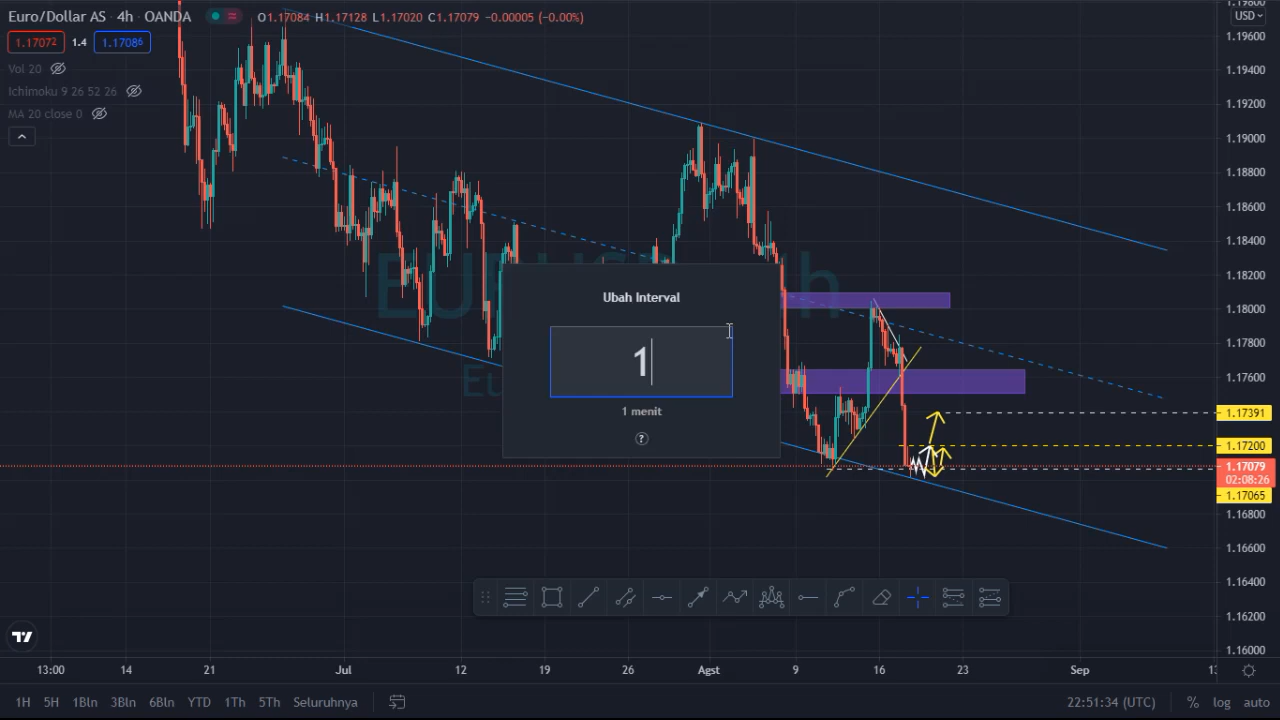 Euro/Dollar AS 4h OANDA O1.17084 H1.17128 L1.17020 C1.17079 −0.00005 (−0.00%)
1.17072 1.4 1.17086
Vol 20
Ichimoku 9 26 52 26
MA 20 close 0
USD
1.19600
1.19400
1.19200
1.19000
1.18800
1.18600
1.18400
1.18200
1.18000
1.17800
1.17600
1.17391
1.17200
1.17079
02:08:26
1.17065
1.16800
1.16600
1.16400
1.16200
1.16000
Ubah Interval
1
1 menit
?
13:00 14 21 Jul 12 19 26 Agst 9 16 23 Sep
1H 5H 1Bln 3Bln 6Bln YTD 1Th 5Th Seluruhnya 22:51:34 (UTC) % log auto